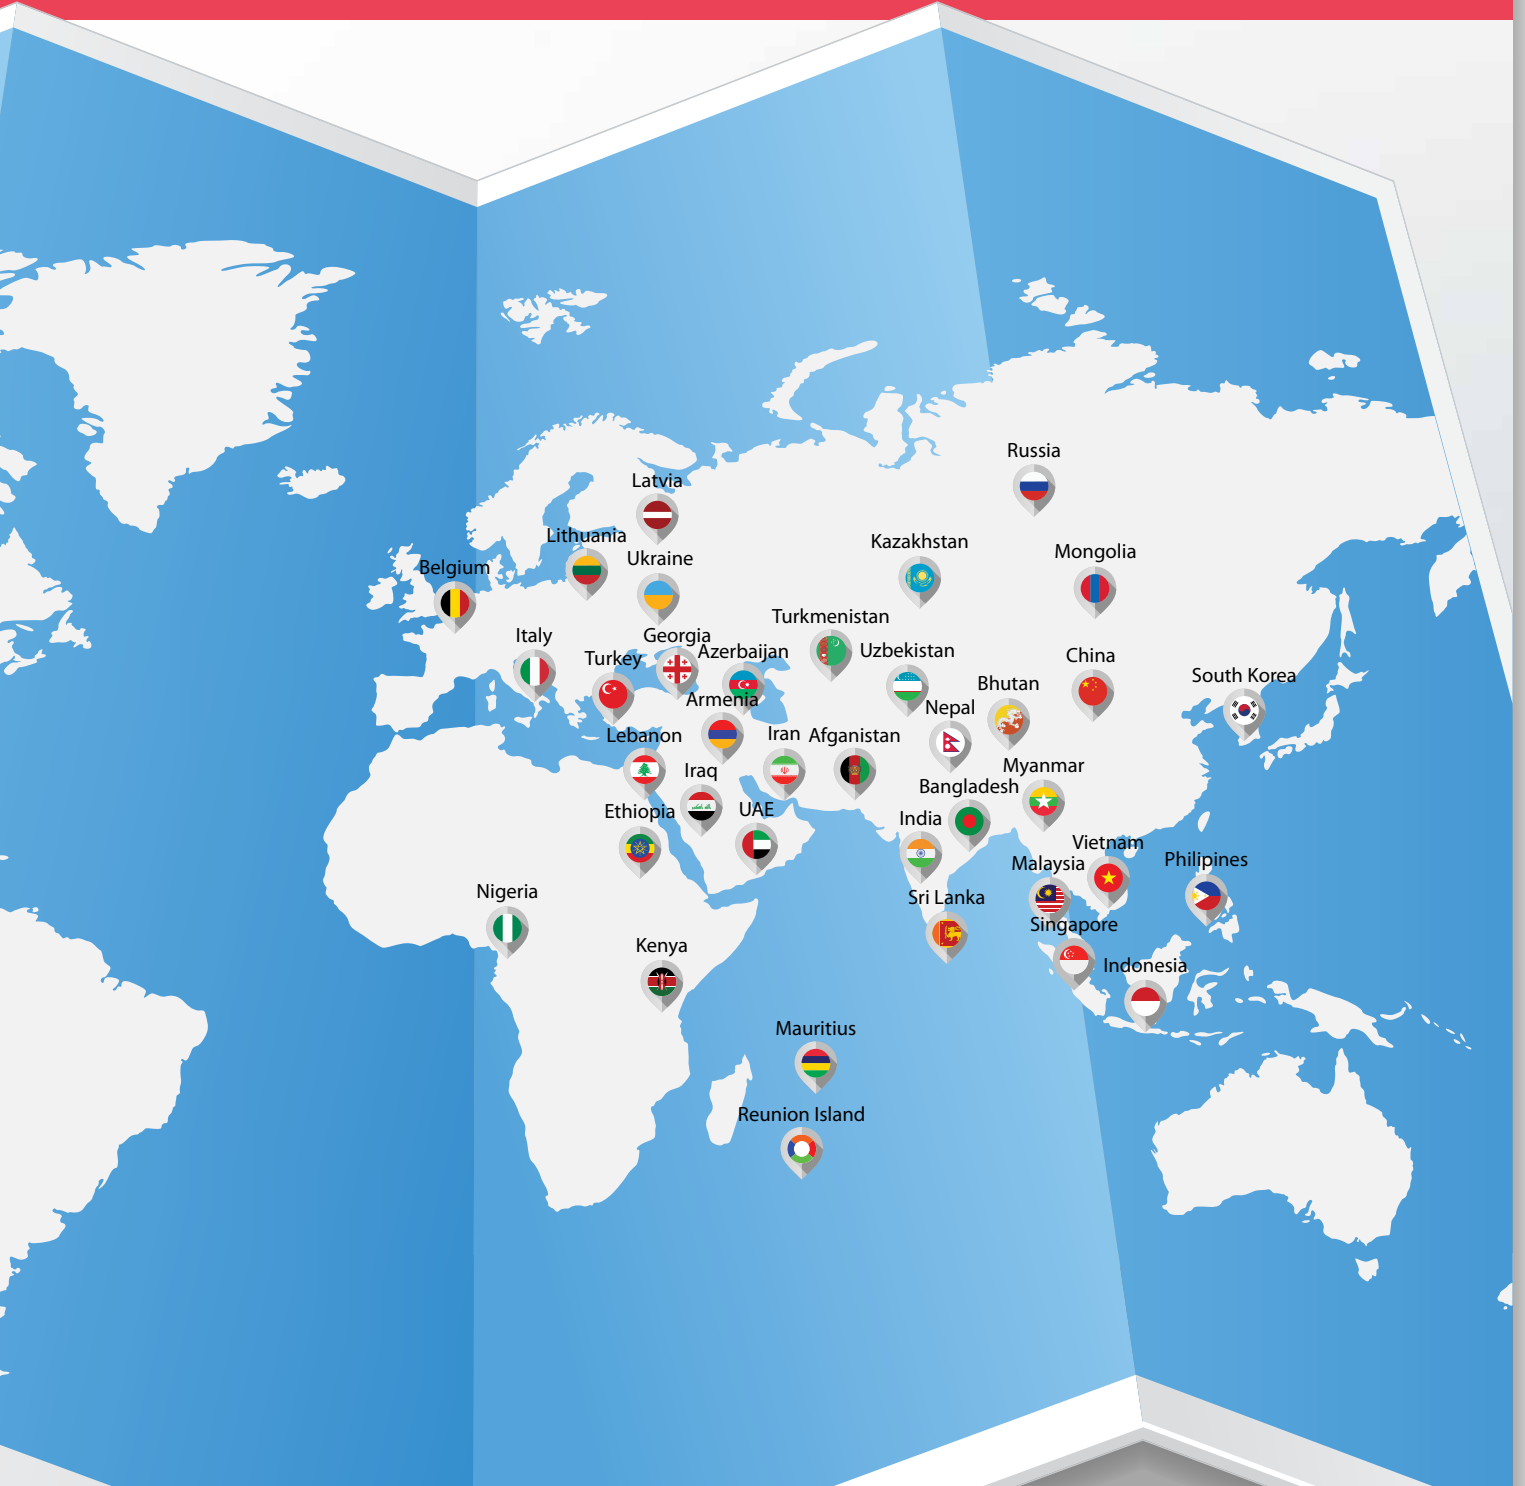 Russia
Latvia
Lithuania
Kazakhstan
Mongolia
Ukraine
Belgium
Turkmenistan
Italy
Georgia
Azerbaijan
Uzbekistan
China
Turkey
South Korea
Bhutan
Armenia
Nepal
Lebanon
Iran
Afganistan
Iraq
Myanmar
Bangladesh
Ethiopia
UAE
India
Vietnam
Malaysia
Philipines
Nigeria
Sri Lanka
Singapore
Kenya
Indonesia
Mauritius
Reunion Island